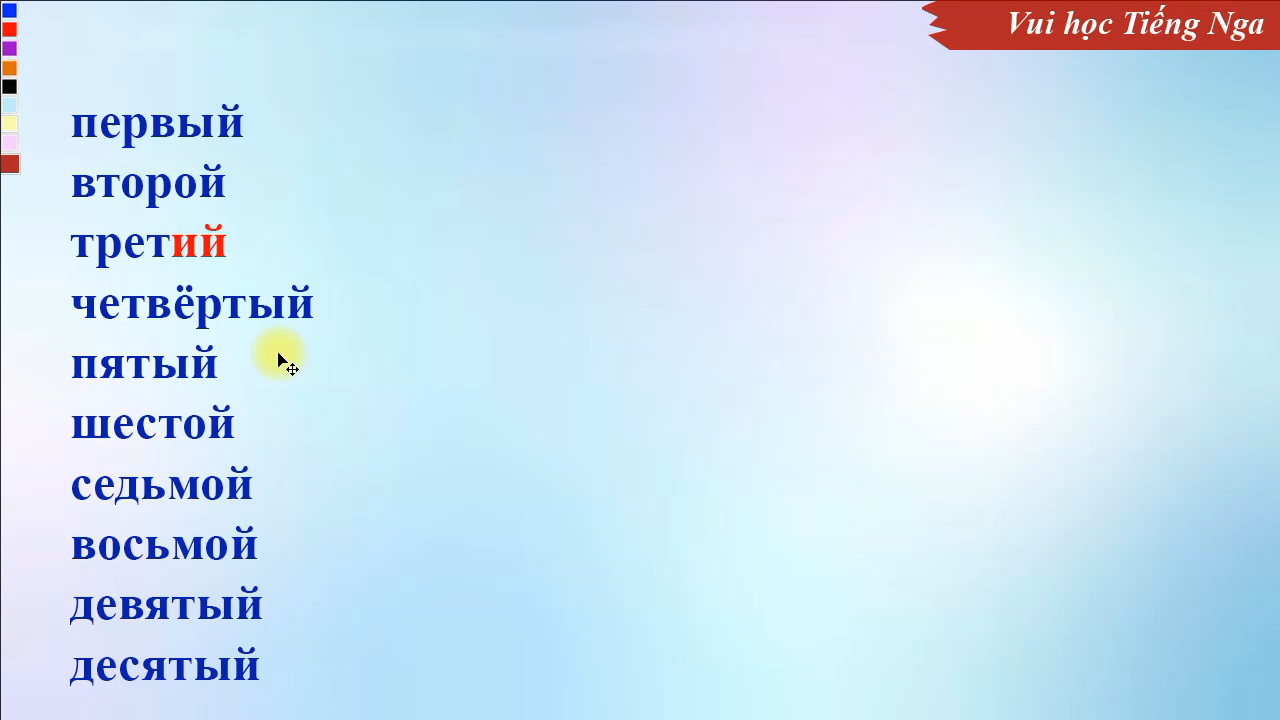 Vui học Tiếng Nga
первый
второй
третий
четвёртый
пятый
шестой
седьмой
восьмой
девятый
десятый